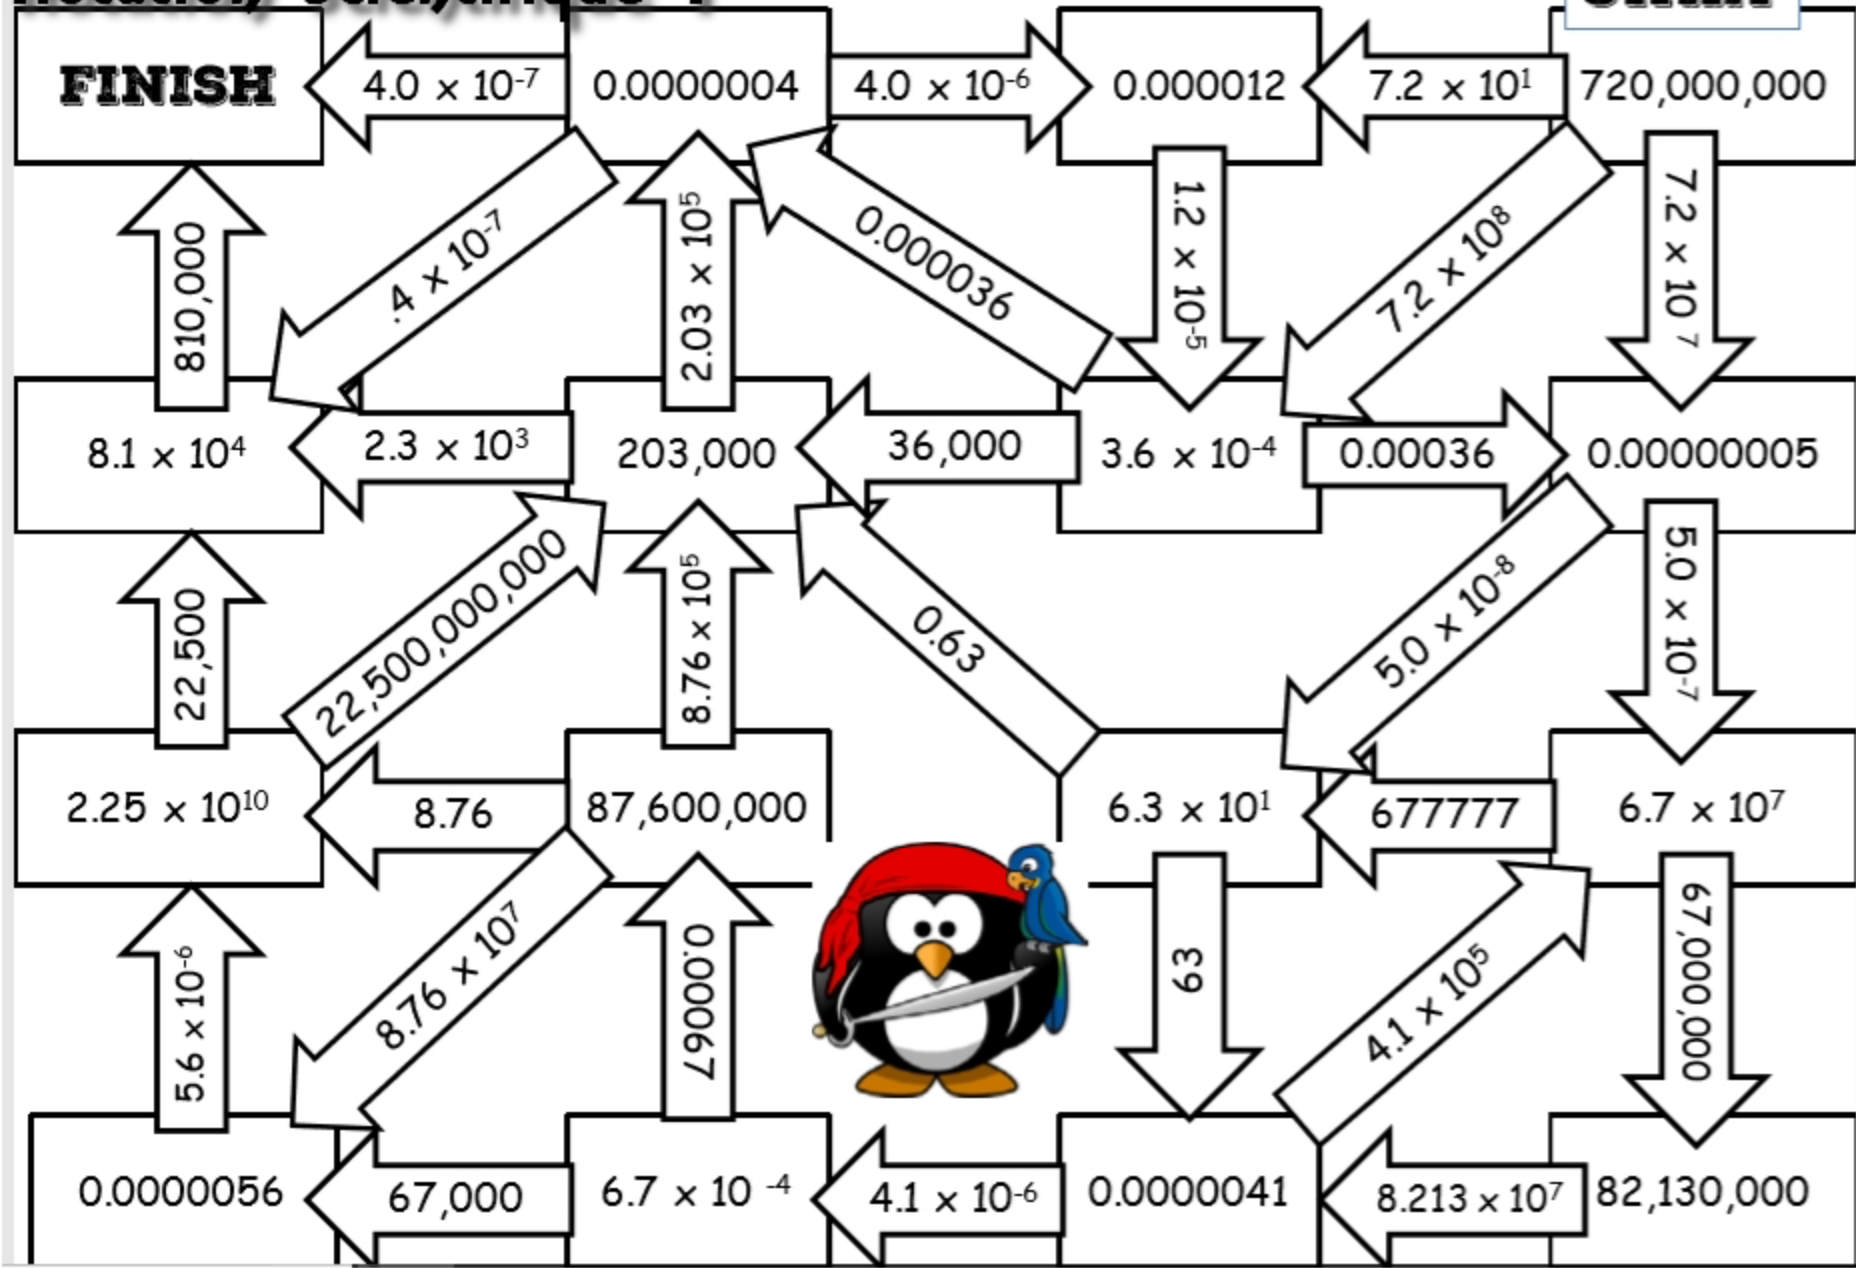 FINISH
4.0 x 10⁻⁷
0.0000004
4.0 x 10⁻⁶
0.000012
7.2 x 10¹
720,000,000
810,000
.4 x 10⁻⁷
2.03 x 10⁵
0.000036
1.2 x 10⁻⁵
7.2 x 10⁸
7.2 x 10⁷
8.1 x 10⁴
2.3 x 10³
203,000
36,000
3.6 x 10⁻⁴
0.00036
0.00000005
22,500
22,500,000,000
8.76 x 10⁵
0.63
5.0 x 10⁻⁸
5.0 x 10⁻⁷
2.25 x 10¹⁰
8.76
87,600,000
6.3 x 10¹
677777
6.7 x 10⁷
5.6 x 10⁻⁶
8.76 x 10⁷
0.00067
63
4.1 x 10⁵
67,000,000
0.0000056
67,000
6.7 x 10 ⁻⁴
4.1 x 10⁻⁶
0.0000041
8.213 x 10⁷
82,130,000